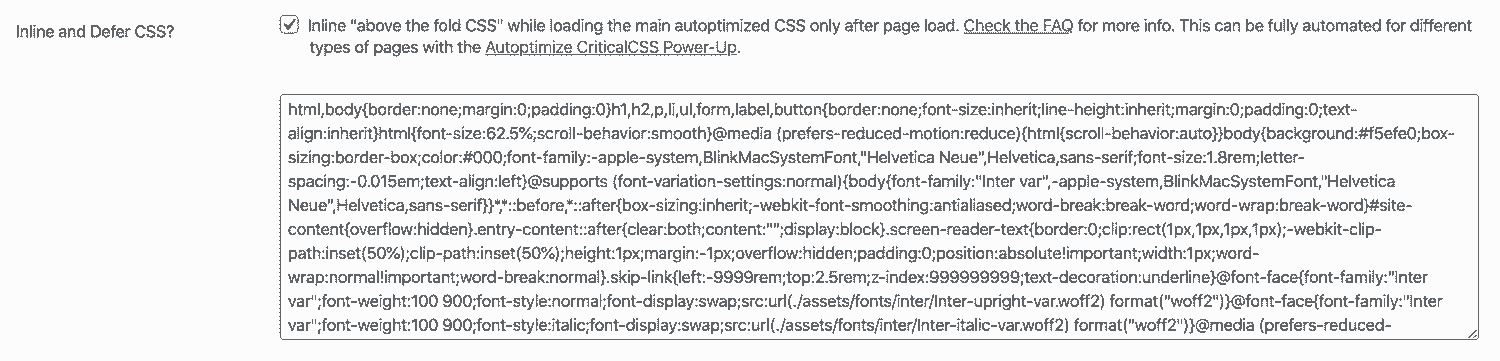 Inline and Defer CSS?
Inline "above the fold CSS" while loading the main autoptimized CSS only after page load. Check the FAQ for more info. This can be fully automated for different
types of pages with the Autoptimize CriticalCSS Power-Up.
html,body{border:none;margin:0;padding:0}h1,h2,p,li,ul,form,label,button{border:none;font-size:inherit;line-height:inherit;margin:0;padding:0;text-
align:inherit}html{font-size:62.5%;scroll-behavior:smooth}@media (prefers-reduced-motion:reduce){html{scroll-behavior:auto}}body{background:#f5efe0;box-
sizing:border-box;color:#000;font-family:-apple-system,BlinkMacSystemFont,"Helvetica Neue",Helvetica,sans-serif;font-size:1.8rem;letter-
spacing:-0.015em;text-align:left}@supports (font-variation-settings:normal){body{font-family:"Inter var",-apple-system,BlinkMacSystemFont,"Helvetica
Neue",Helvetica,sans-serif}}*,*::before,*::after{box-sizing:inherit;-webkit-font-smoothing:antialiased;word-break:break-word;word-wrap:break-word}#site-
content{overflow:hidden}.entry-content::after{clear:both;content:"";display:block}.screen-reader-text{border:0;clip:rect(1px,1px,1px,1px);-webkit-clip-
path:inset(50%);clip-path:inset(50%);height:1px;margin:-1px;overflow:hidden;padding:0;position:absolute!important;width:1px;word-
wrap:normal!important;word-break:normal}.skip-link{left:-9999rem;top:2.5rem;z-index:999999999;text-decoration:underline}@font-face{font-family:"Inter
var";font-weight:100 900;font-style:normal;font-display:swap;src:url(./assets/fonts/inter/Inter-upright-var.woff2) format("woff2")}@font-face{font-family:"Inter
var";font-weight:100 900;font-style:italic;font-display:swap;src:url(./assets/fonts/inter/Inter-italic-var.woff2) format("woff2")}@media (prefers-reduced-